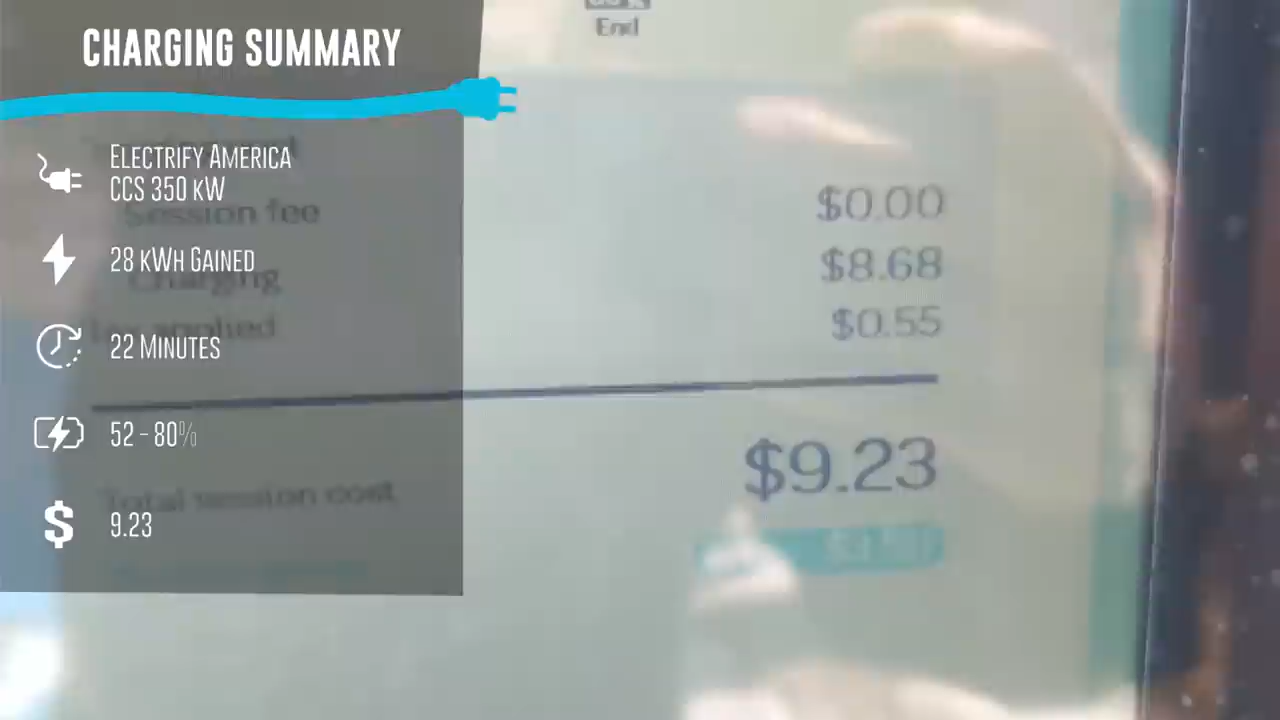 CHARGING SUMMARY
ELECTRIFY AMERICA
CCS 350 KW
28 KWH GAINED
22 MINUTES
52 - 80%
$ 9.23
End
Session fee $0.00
Charging $8.68
applied $0.55
Total session cost $9.23